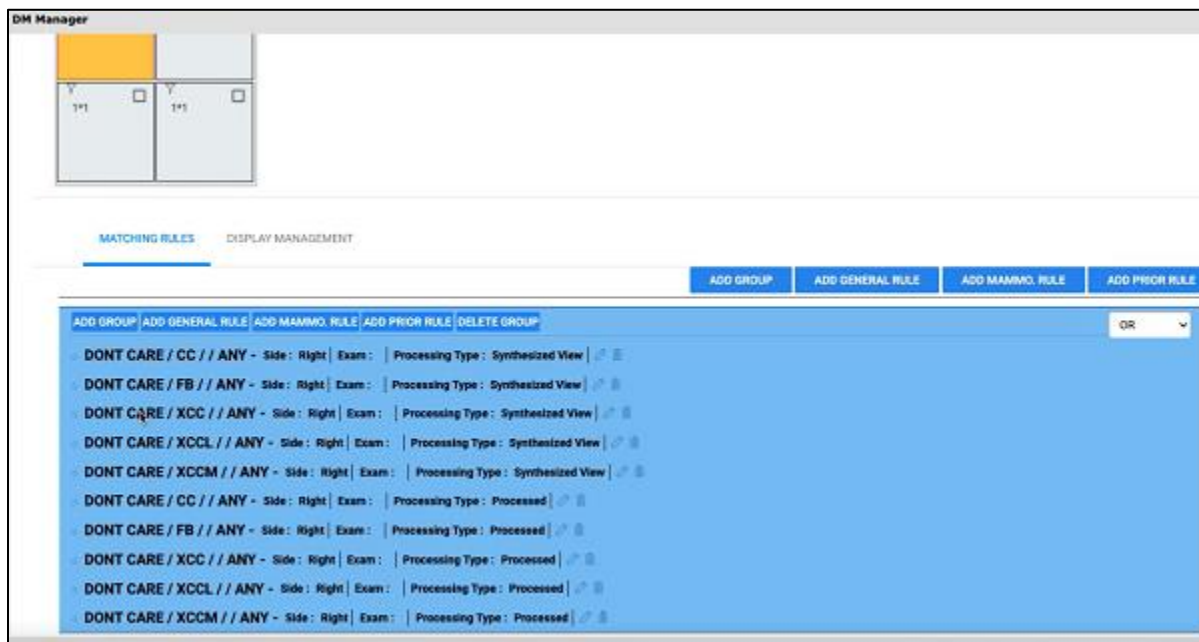 DM Manager
1*1 1*1
MATCHING RULES DISPLAY MANAGEMENT
ADD GROUP ADD GENERAL RULE ADD MAMMO. RULE ADD PRIOR RULE
ADD GROUP ADD GENERAL RULE ADD MAMMO. RULE ADD PRIOR RULE DELETE GROUP OR
DONT CARE / CC / / ANY - Side : Right | Exam : | Processing Type : Synthesized View |
DONT CARE / FB / / ANY - Side : Right | Exam : | Processing Type : Synthesized View |
DONT CARE / XCC / / ANY - Side : Right | Exam : | Processing Type : Synthesized View |
DONT CARE / XCCL / / ANY - Side : Right | Exam : | Processing Type : Synthesized View |
DONT CARE / XCCM / / ANY - Side : Right | Exam : | Processing Type : Synthesized View |
DONT CARE / CC / / ANY - Side : Right | Exam : | Processing Type : Processed |
DONT CARE / FB / / ANY - Side : Right | Exam : | Processing Type : Processed |
DONT CARE / XCC / / ANY - Side : Right | Exam : | Processing Type : Processed |
DONT CARE / XCCL / / ANY - Side : Right | Exam : | Processing Type : Processed |
DONT CARE / XCCM / / ANY - Side : Right | Exam : | Processing Type : Processed |